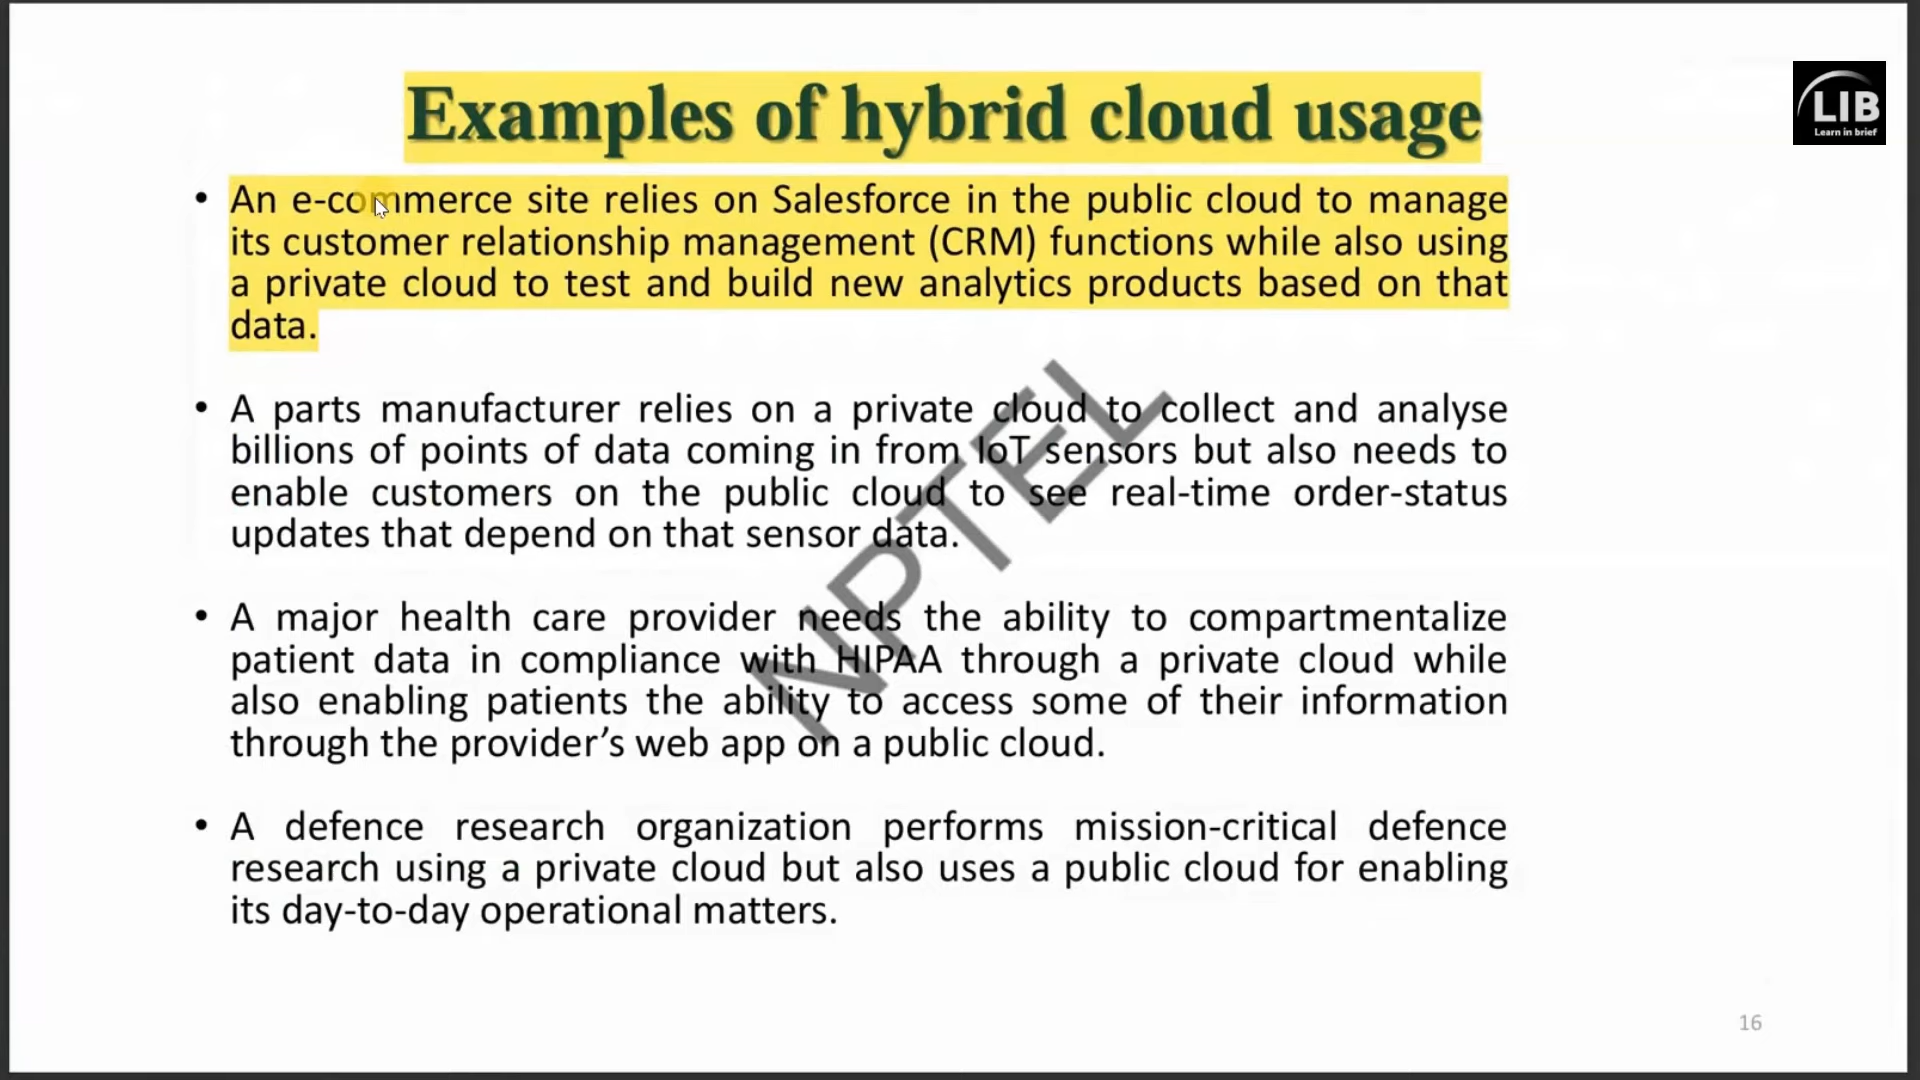 Examples of hybrid cloud usage
LIB
Learn in brief
• An e-commerce site relies on Salesforce in the public cloud to manage
its customer relationship management (CRM) functions while also using
a private cloud to test and build new analytics products based on that
data.
• A parts manufacturer relies on a private cloud to collect and analyse
billions of points of data coming in from IoT sensors but also needs to
enable customers on the public cloud to see real-time order-status
updates that depend on that sensor data.
• A major health care provider needs the ability to compartmentalize
patient data in compliance with HIPAA through a private cloud while
also enabling patients the ability to access some of their information
through the provider’s web app on a public cloud.
• A defence research organization performs mission-critical defence
research using a private cloud but also uses a public cloud for enabling
its day-to-day operational matters.
NPTEL
16